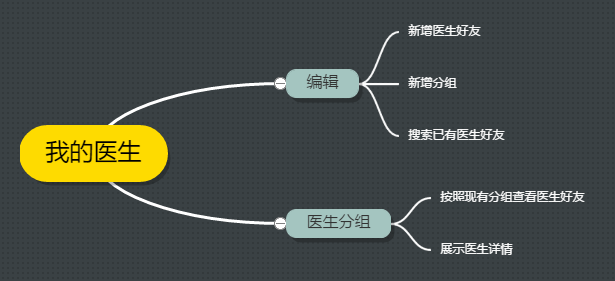 我的医生
编辑
新增医生好友
新增分组
搜索已有医生好友
医生分组
按照现有分组查看医生好友
展示医生详情